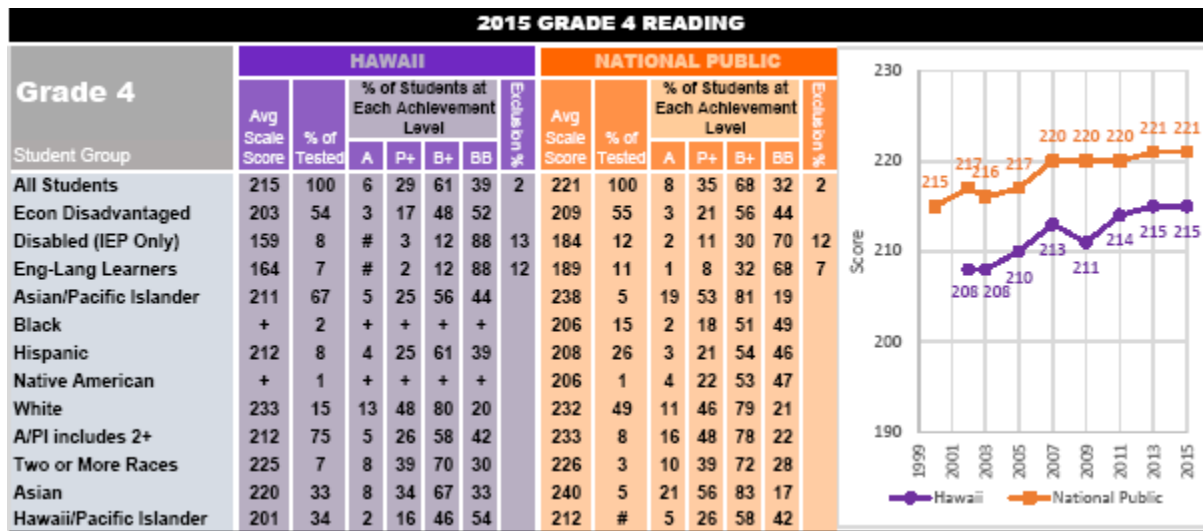 2015 GRADE 4 READING
HAWAII NATIONAL PUBLIC
Grade 4
Student Group
Avg Scale Score % of Tested % of Students at Each Achievement Level Exclusion % Avg Scale Score % of Tested % of Students at Each Achievement Level Exclusion %
A P+ B+ BB A P+ B+ BB
All Students 215 100 6 29 61 39 2 221 100 8 35 68 32 2
Econ Disadvantaged 203 54 3 17 48 52 209 55 3 21 56 44
Disabled (IEP Only) 159 8 # 3 12 88 13 184 12 2 11 30 70 12
Eng-Lang Learners 164 7 # 2 12 88 12 189 11 1 8 32 68 7
Asian/Pacific Islander 211 67 5 25 56 44 238 5 19 53 81 19
Black + 2 + + + + 206 15 2 18 51 49
Hispanic 212 8 4 25 61 39 208 26 3 21 54 46
Native American + 1 + + + + 206 1 4 22 53 47
White 233 15 13 48 80 20 232 49 11 46 79 21
A/PI includes 2+ 212 75 5 26 58 42 233 8 16 48 78 22
Two or More Races 225 7 8 39 70 30 226 3 10 39 72 28
Asian 220 33 8 34 67 33 240 5 21 56 83 17
Hawaii/Pacific Islander 201 34 2 16 46 54 212 # 5 26 58 42
230
220
210
200
190
Score
215 217 216 217 220 220 220 221 221
208 208 210 213 211 214 215 215
1999 2001 2003 2005 2007 2009 2011 2013 2015
Hawaii National Public